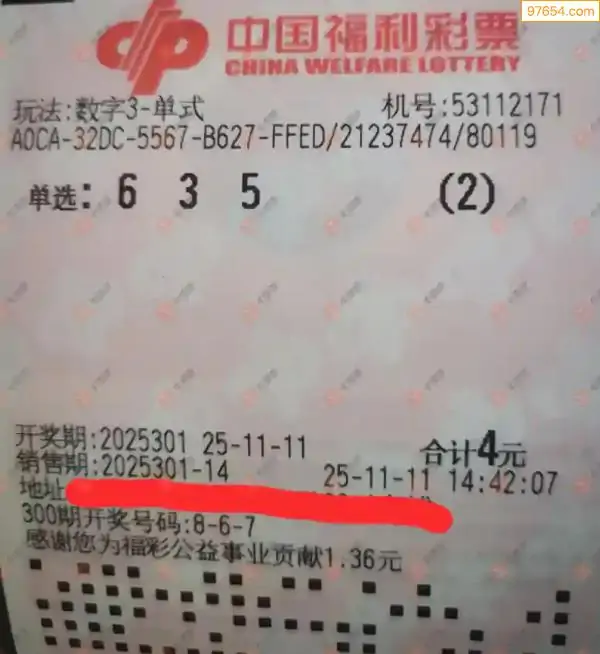 97654.com
中国福利彩票
CHINA WELFARE LOTTERY
玩法:数字3-单式 机号:53112171
A0CA-32DC-5567-B627-FFED/21237474/80119
单选: 6 3 5 (2)
开奖期:2025301 25-11-11 合计4元
销售期:2025301-14 25-11-11 14:42:07
地址
300期开奖号码:8-6-7
感谢您为福彩公益事业贡献1.36元